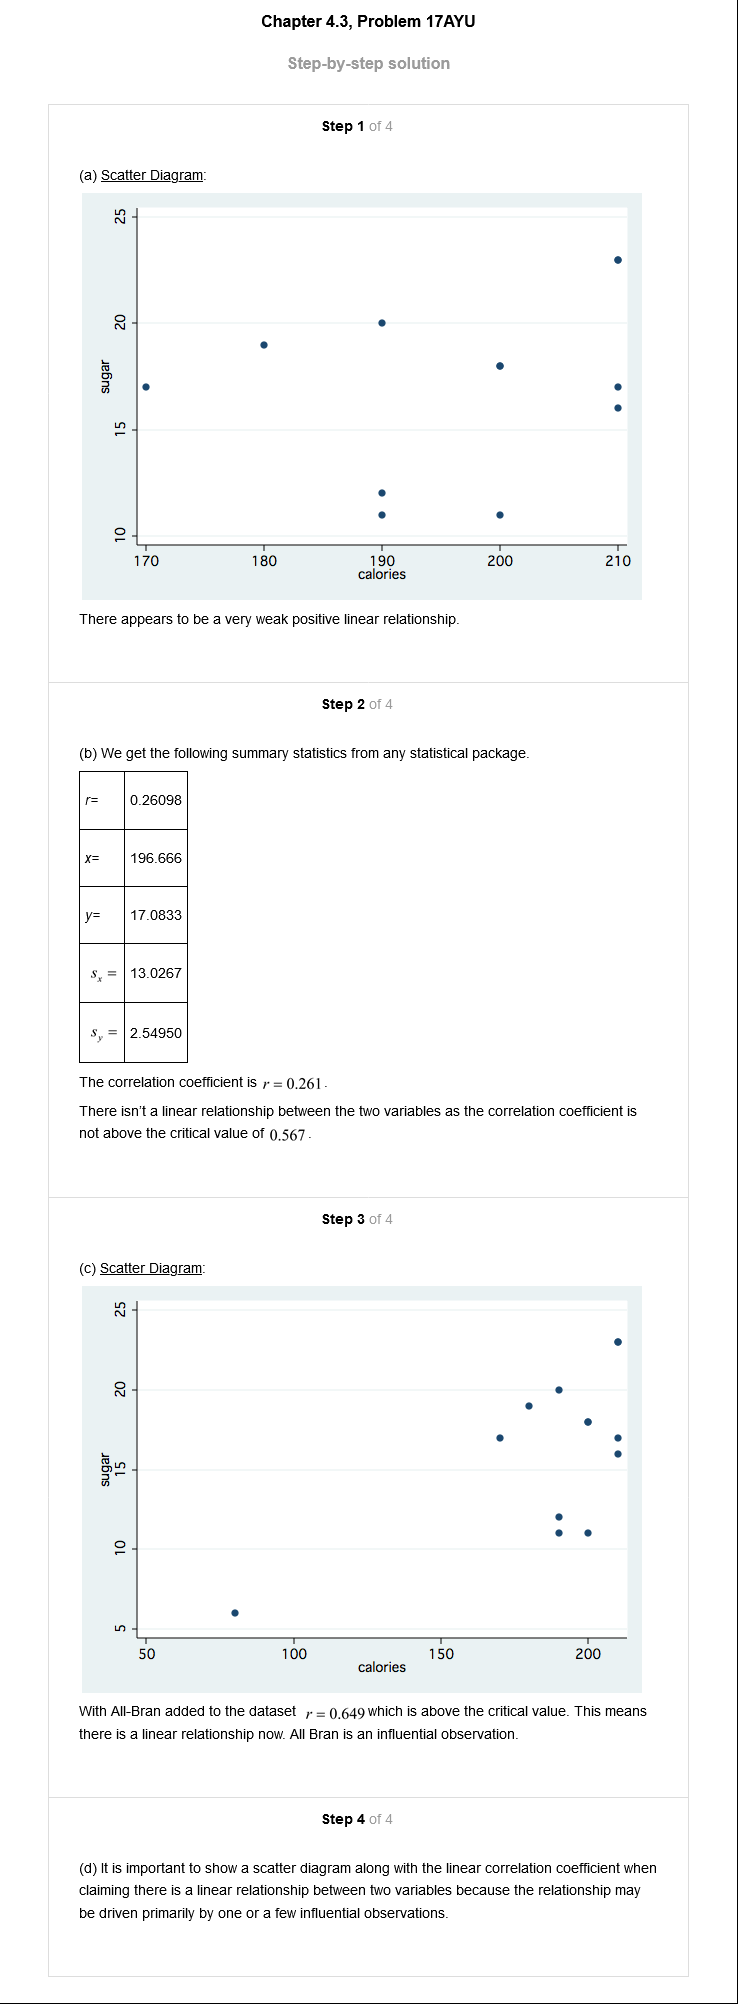 Chapter 4.3, Problem 17AYU
Step-by-step solution
Step 1 of 4
(a) Scatter Diagram:
25
20
15
10
sugar
170 180 190 200 210
calories
There appears to be a very weak positive linear relationship.
Step 2 of 4
(b) We get the following summary statistics from any statistical package.
r= 0.26098
x= 196.666
y= 17.0833
s_x = 13.0267
s_y = 2.54950
The correlation coefficient is r = 0.261.
There isn't a linear relationship between the two variables as the correlation coefficient is
not above the critical value of 0.567.
Step 3 of 4
(c) Scatter Diagram:
25
20
15
10
5
sugar
50 100 150 200
calories
With All-Bran added to the dataset r = 0.649 which is above the critical value. This means
there is a linear relationship now. All Bran is an influential observation.
Step 4 of 4
(d) It is important to show a scatter diagram along with the linear correlation coefficient when
claiming there is a linear relationship between two variables because the relationship may
be driven primarily by one or a few influential observations.